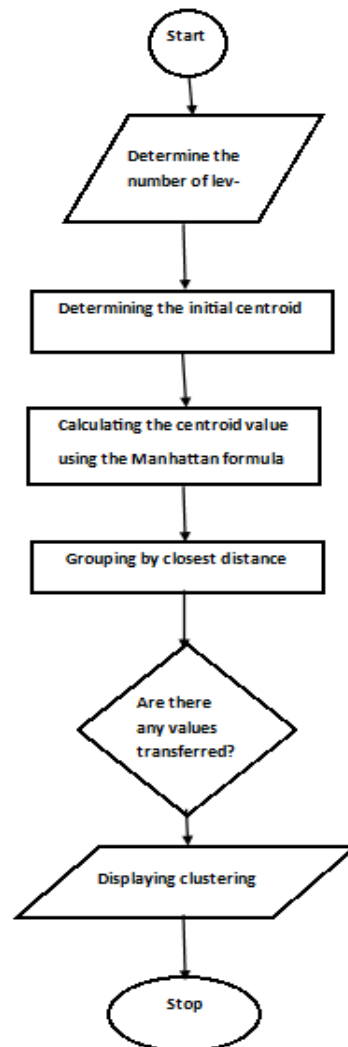 Start
Determine the
number of lev-
Determining the initial centroid
Calculating the centroid value
using the Manhattan formula
Grouping by closest distance
Are there
any values
transferred?
Displaying clustering
Stop